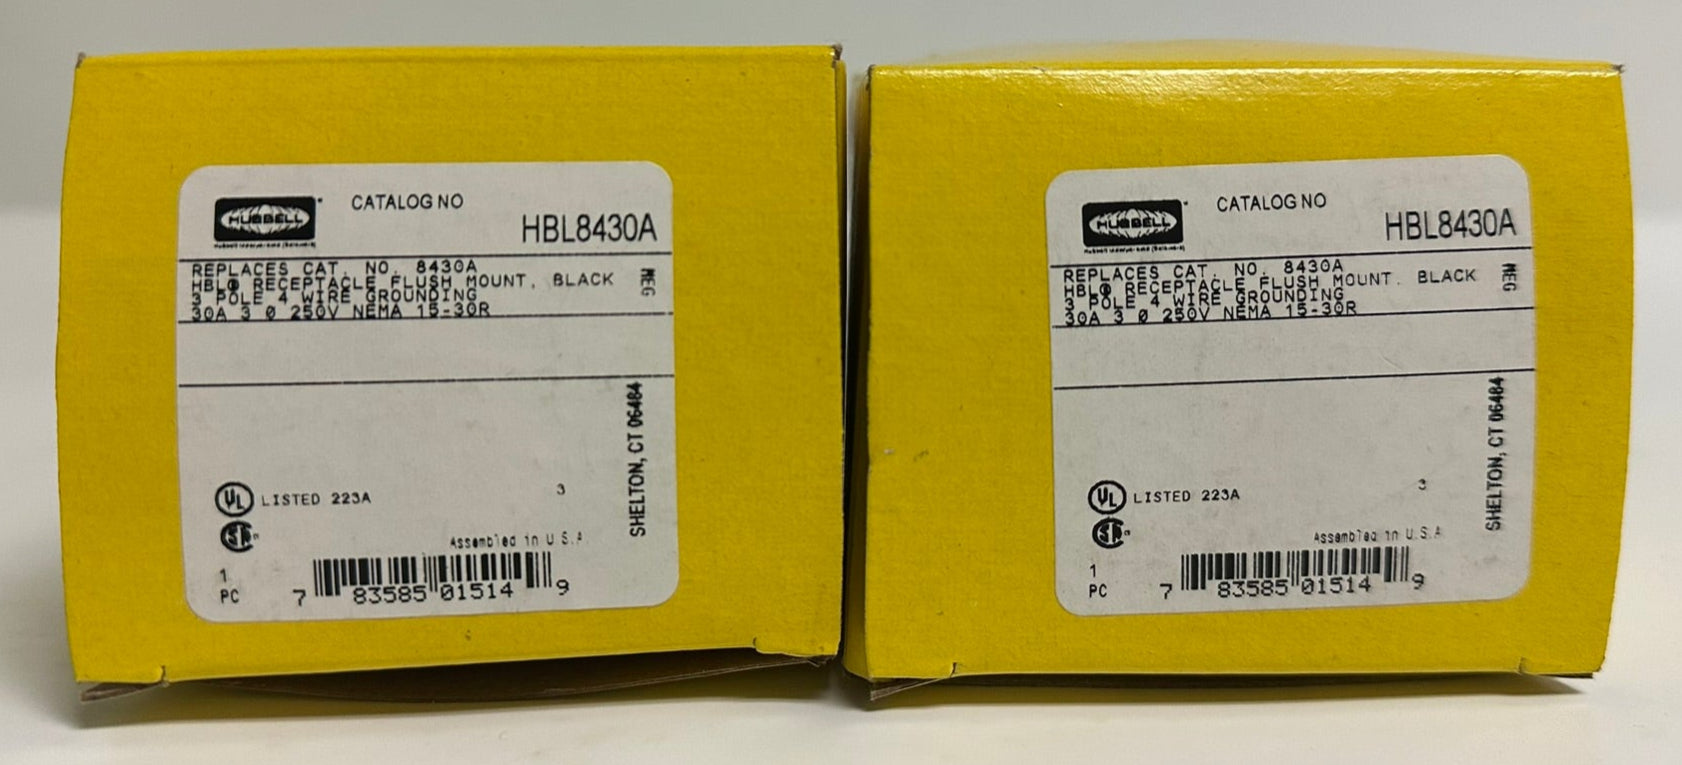 HUBBELL
CATALOG NO
HBL8430A
REPLACES CAT. NO. 8430A
HBL® RECEPTACLE FLUSH MOUNT, BLACK
3 POLE 4 WIRE GROUNDING
30A 3 Ø 250V NEMA 15-30R
SHELTON, CT 06484
UL LISTED 223A
3
Assembled in U.S.A
1
PC
7 83585 01514 9
HUBBELL
CATALOG NO
HBL8430A
REPLACES CAT. NO. 8430A
HBL® RECEPTACLE FLUSH MOUNT, BLACK
3 POLE 4 WIRE GROUNDING
30A 3 Ø 250V NEMA 15-30R
SHELTON, CT 06484
UL LISTED 223A
3
Assembled in U.S.A
1
PC
7 83585 01514 9